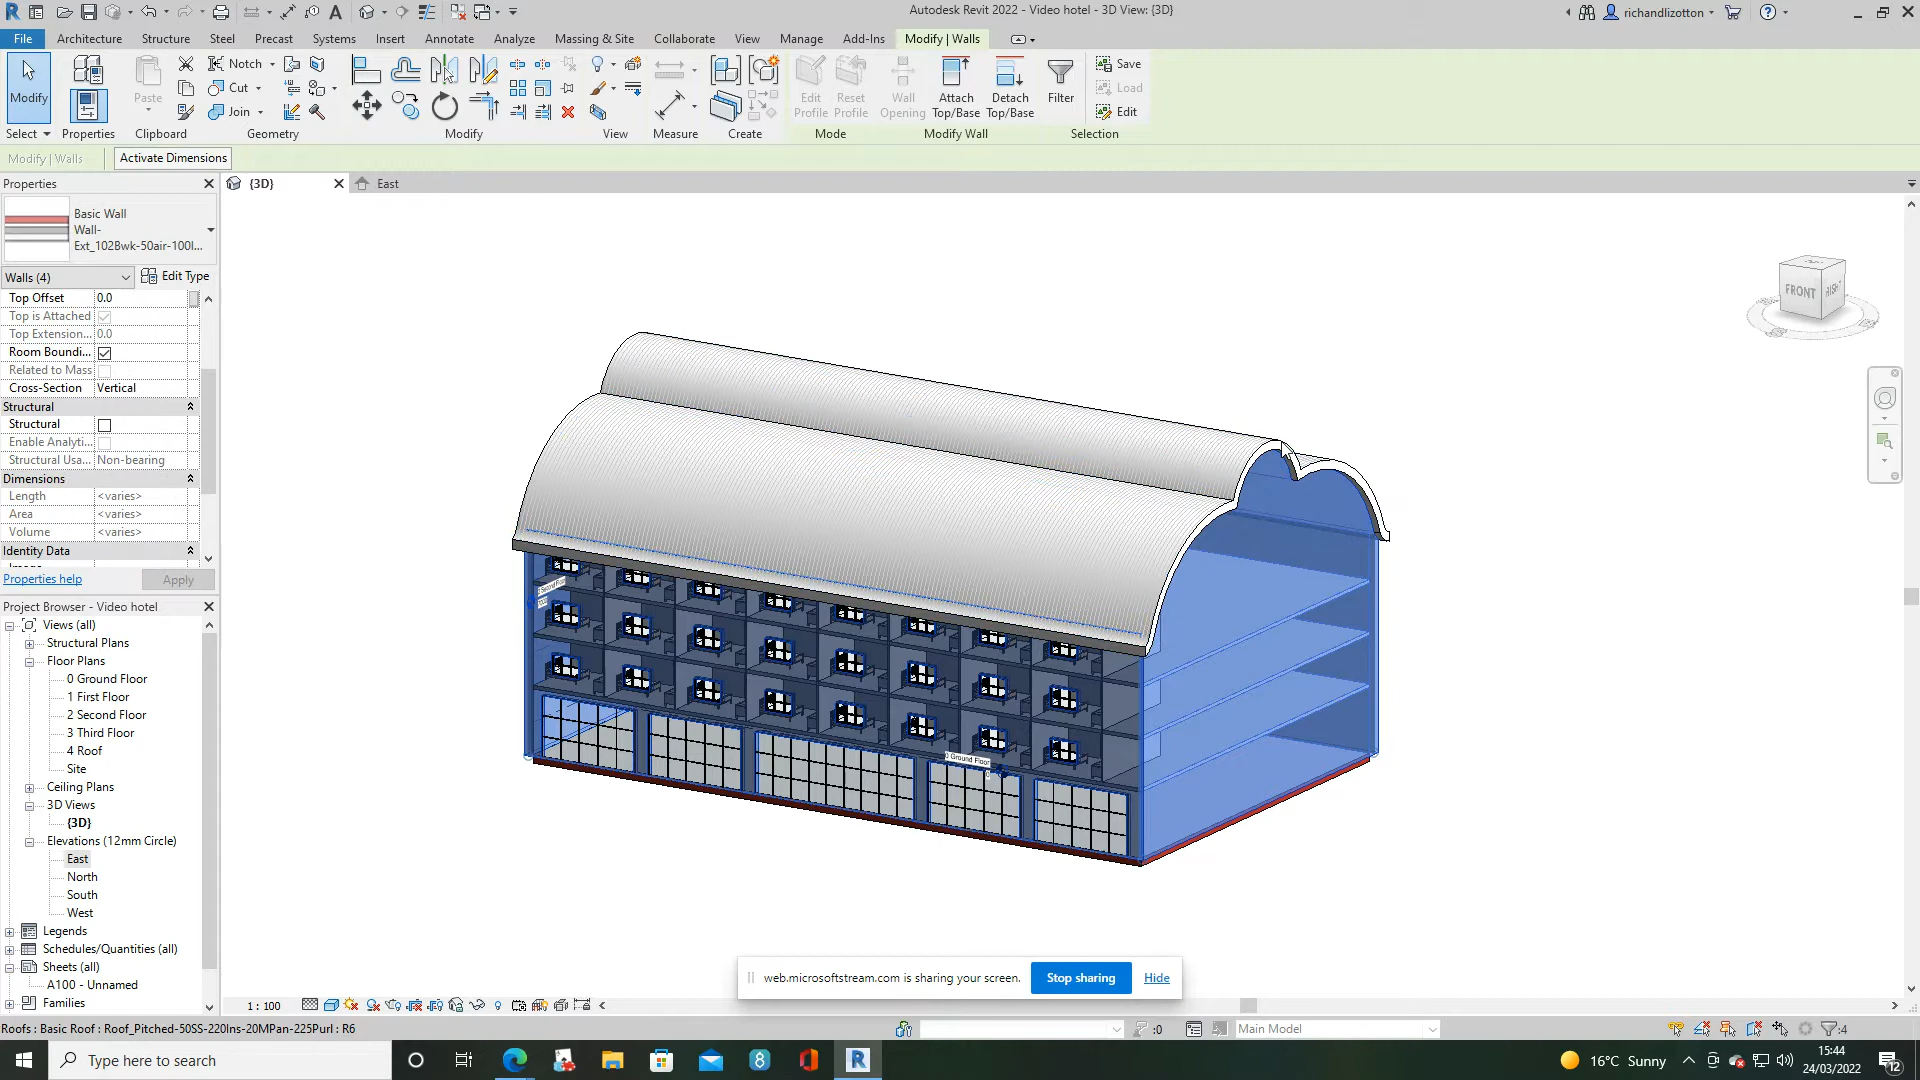 Autodesk Revit 2022 - Video hotel - 3D View: {3D}
richandlizotton
File
Architecture
Structure
Steel
Precast
Systems
Insert
Annotate
Analyze
Massing & Site
Collaborate
View
Manage
Add-Ins
Modify | Walls
Modify
Paste
Notch
Cut
Join
Edit Profile
Reset Profile
Wall Opening
Attach Top/Base
Detach Top/Base
Filter
Save
Load
Edit
Select
Properties
Clipboard
Geometry
Modify
View
Measure
Create
Mode
Modify Wall
Selection
Modify | Walls
Activate Dimensions
Properties
{3D}
East
Basic Wall
Wall-
Ext_102Bwk-50air-100I...
Walls (4)
Edit Type
Top Offset 0.0
Top is Attached
Top Extension... 0.0
Room Boundi...
Related to Mass
Cross-Section Vertical
Structural
Structural
Enable Analyti...
Structural Usa... Non-bearing
Dimensions
Length <varies>
Area <varies>
Volume <varies>
Identity Data
Properties help
Apply
Project Browser - Video hotel
Views (all)
Structural Plans
Floor Plans
0 Ground Floor
1 First Floor
2 Second Floor
3 Third Floor
4 Roof
Site
Ceiling Plans
3D Views
{3D}
Elevations (12mm Circle)
East
North
South
West
Legends
Schedules/Quantities (all)
Sheets (all)
A100 - Unnamed
Families
FRONT
RIGHT
0 Ground Floor
web.microsoftstream.com is sharing your screen.
Stop sharing
Hide
1 : 100
Roofs : Basic Roof : Roof_Pitched-50SS-220Ins-20MPan-225Purl : R6
:0
Main Model
:4
Type here to search
16°C Sunny
15:44
24/03/2022
12